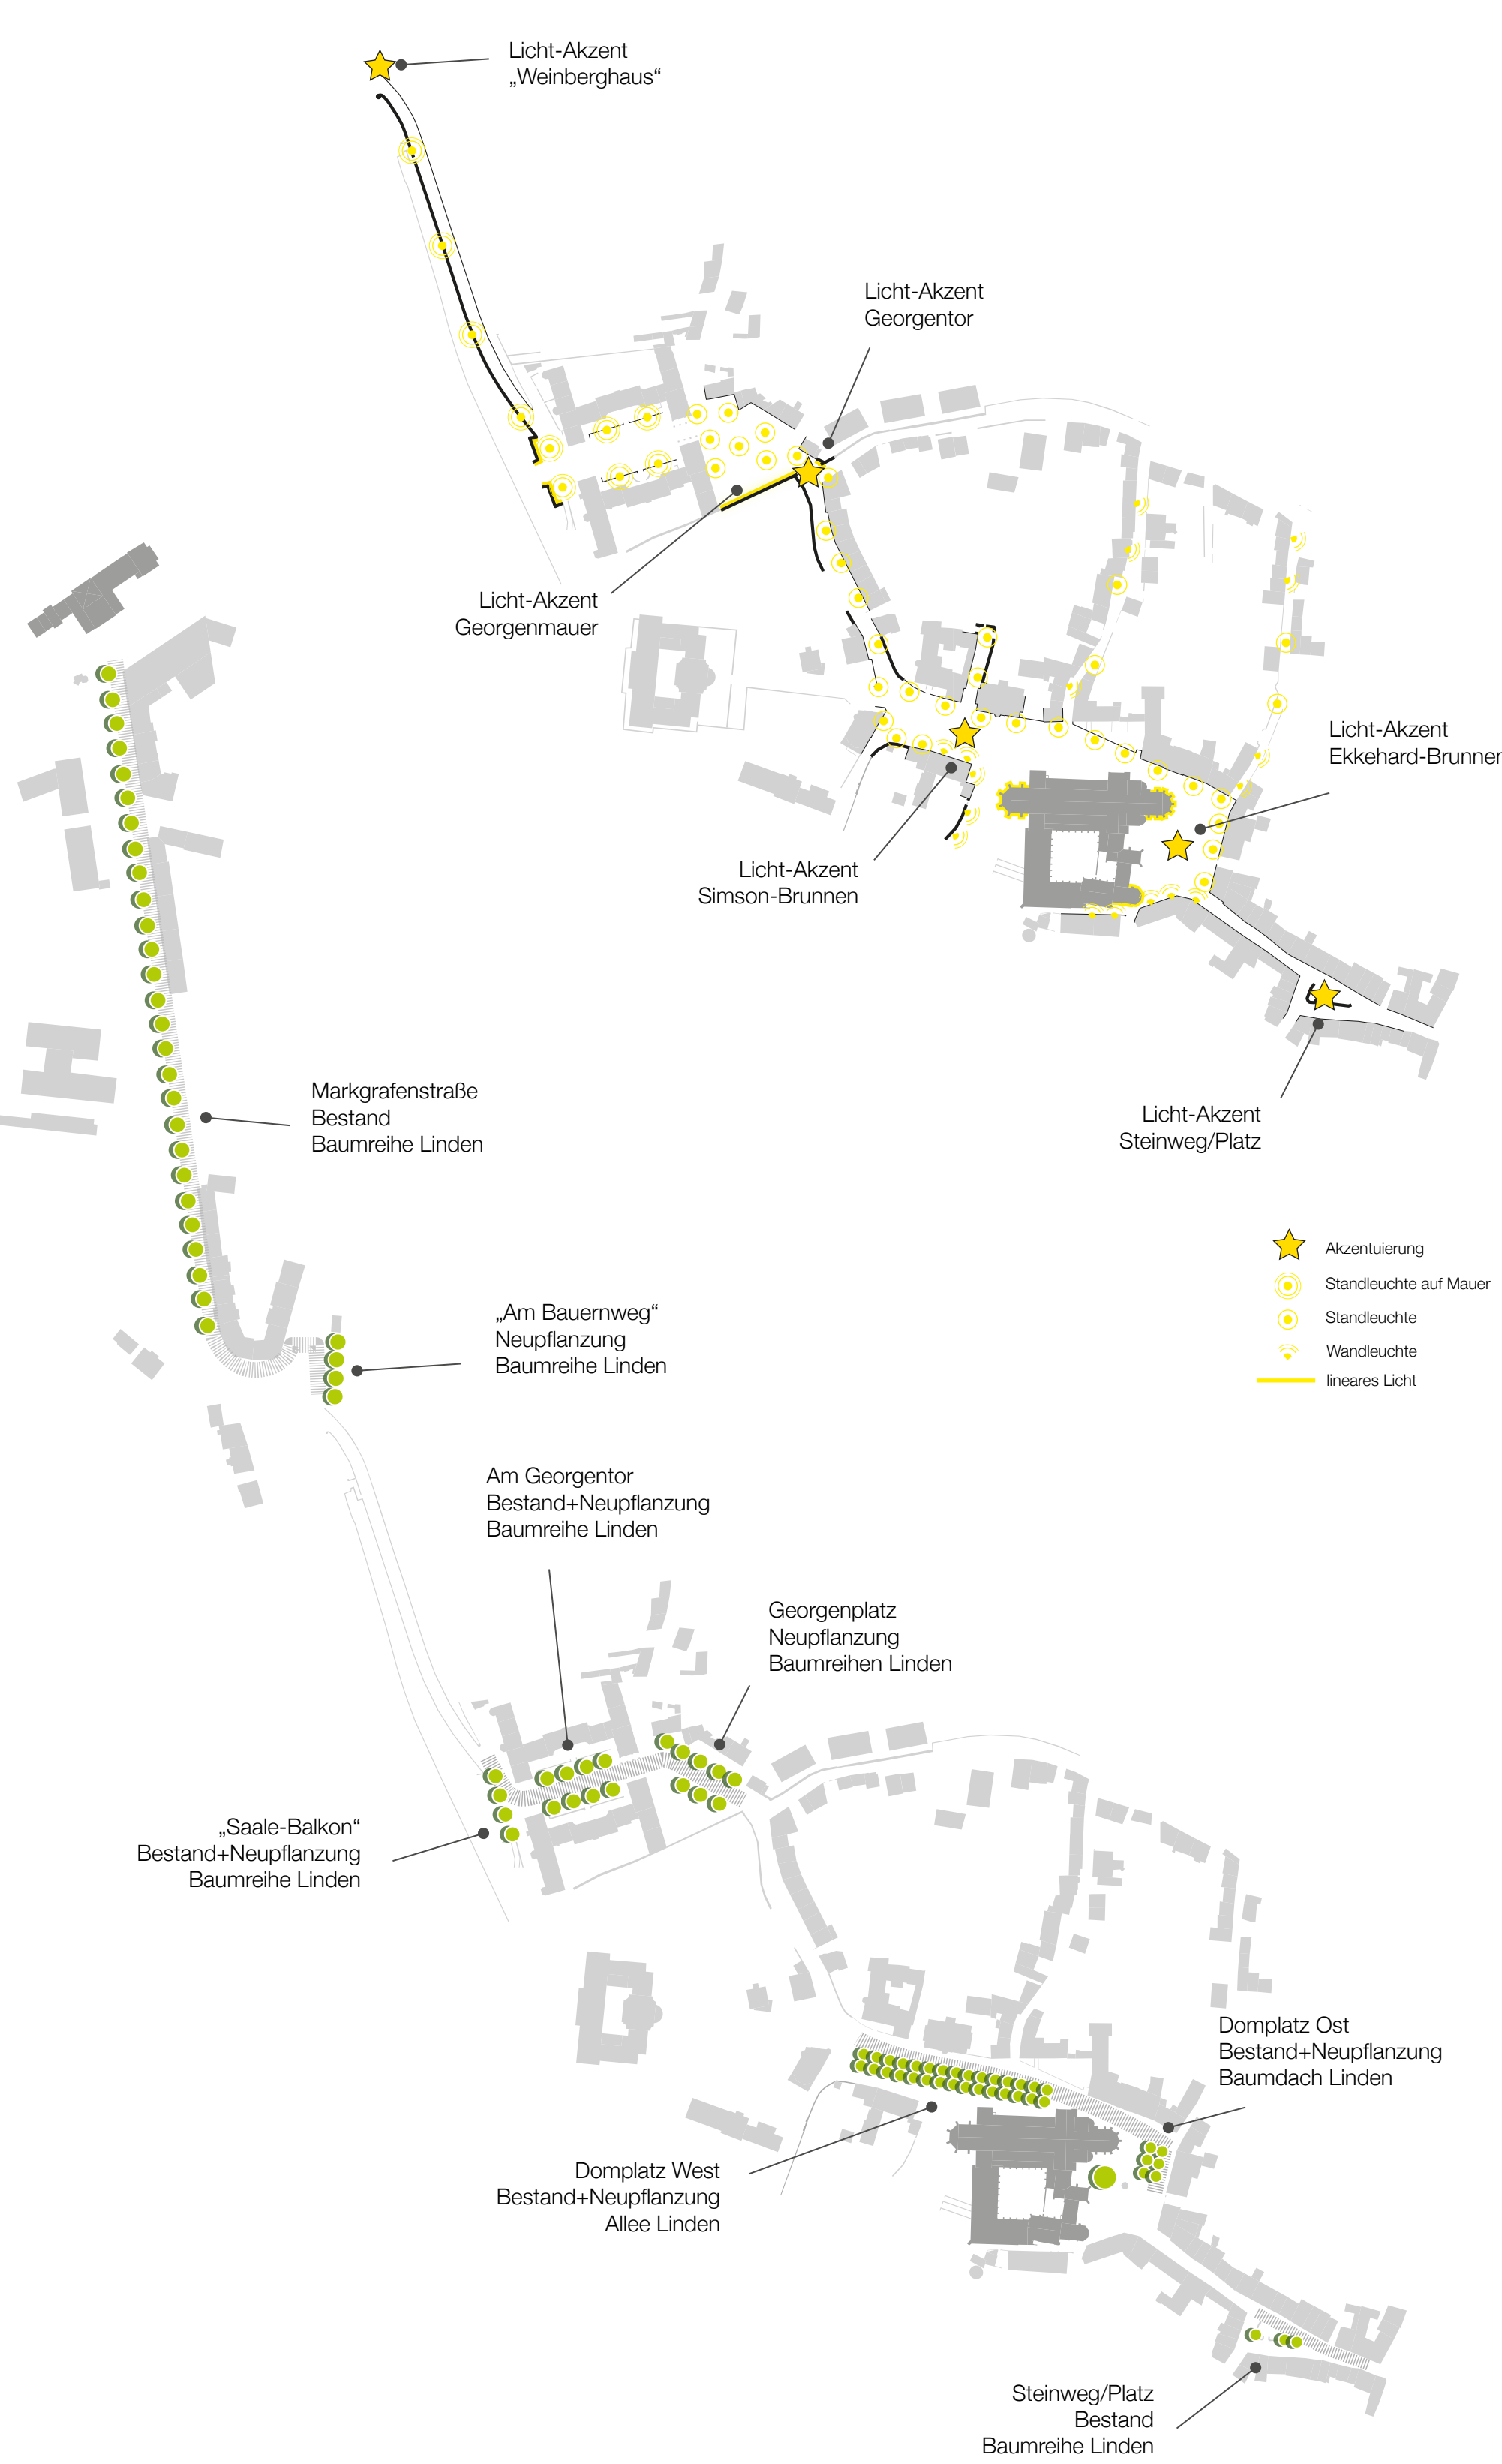 Licht-Akzent
„Weinberghaus“
Licht-Akzent
Georgentor
Licht-Akzent
Georgenmauer
Licht-Akzent
Ekkehard-Brunner
Licht-Akzent
Simson-Brunnen
Licht-Akzent
Steinweg/Platz
Markgrafenstraße
Bestand
Baumreihe Linden
Akzentuierung
Standleuchte auf Mauer
Standleuchte
Wandleuchte
lineares Licht
„Am Bauernweg“
Neupflanzung
Baumreihe Linden
Am Georgentor
Bestand+Neupflanzung
Baumreihe Linden
Georgenplatz
Neupflanzung
Baumreihen Linden
„Saale-Balkon“
Bestand+Neupflanzung
Baumreihe Linden
Domplatz Ost
Bestand+Neupflanzung
Baumdach Linden
Domplatz West
Bestand+Neupflanzung
Allee Linden
Steinweg/Platz
Bestand
Baumreihe Linden